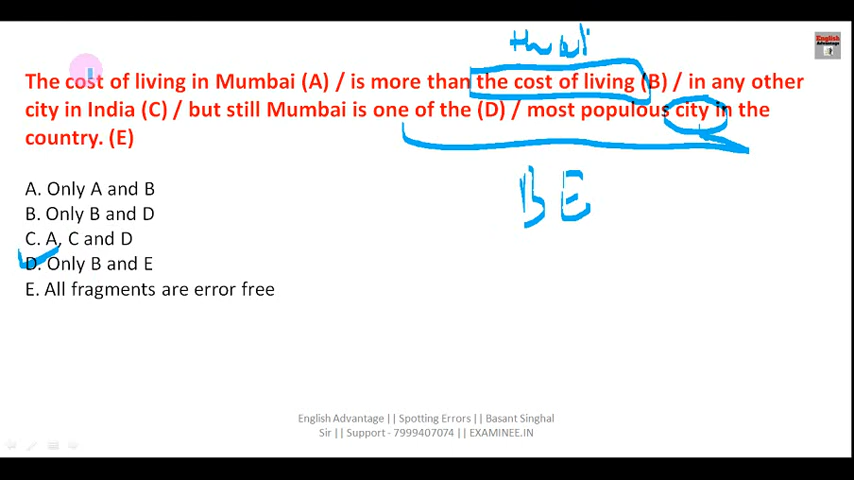 English
Advantage
The cost of living in Mumbai (A) / is more than the cost of living (B) / in any other
city in India (C) / but still Mumbai is one of the (D) / most populous city in the
country. (E)
B E
A. Only A and B
B. Only B and D
C. A, C and D
D. Only B and E
E. All fragments are error free
English Advantage || Spotting Errors || Basant Singhal
Sir || Support - 7999407074 || EXAMINEE.IN